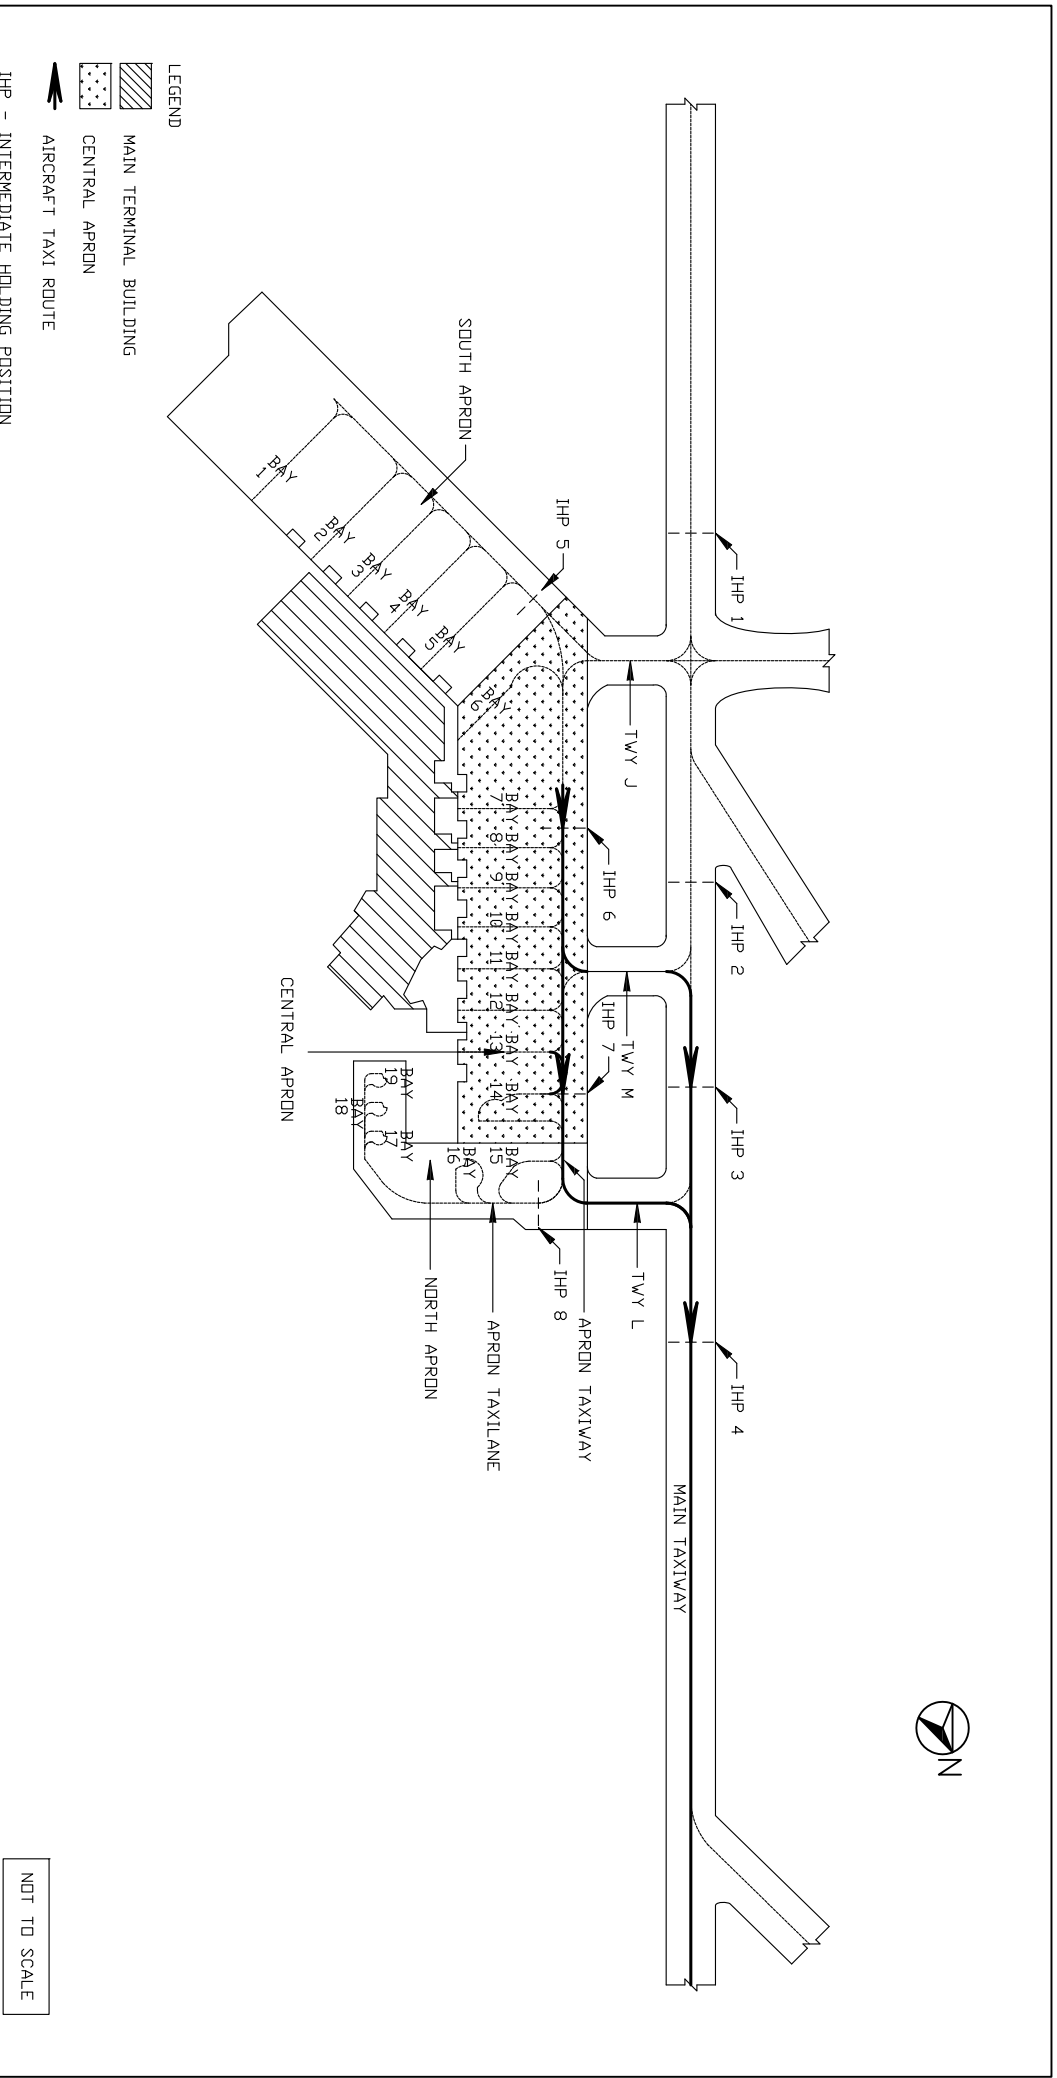 LEGEND
MAIN TERMINAL BUILDING
CENTRAL APRON
AIRCRAFT TAXI ROUTE
IHP - INTERMEDIATE HOLDING POSITION
IHP 1
IHP 2
IHP 3
IHP 4
MAIN TAXIWAY
TWY J
TWY M
TWY L
IHP 5
IHP 6
IHP 7
IHP 8
APRON TAXIWAY
SOUTH APRON
APRON TAXILANE
NORTH APRON
CENTRAL APRON
BAY
1
BAY
2
BAY
3
BAY
4
BAY
5
BAY
6
BAY
7
BAY
8
BAY
9
BAY
10
BAY
11
BAY
12
BAY
13
BAY
14
BAY
15
BAY
16
BAY
17
BAY
18
BAY
19
N
NOT TO SCALE